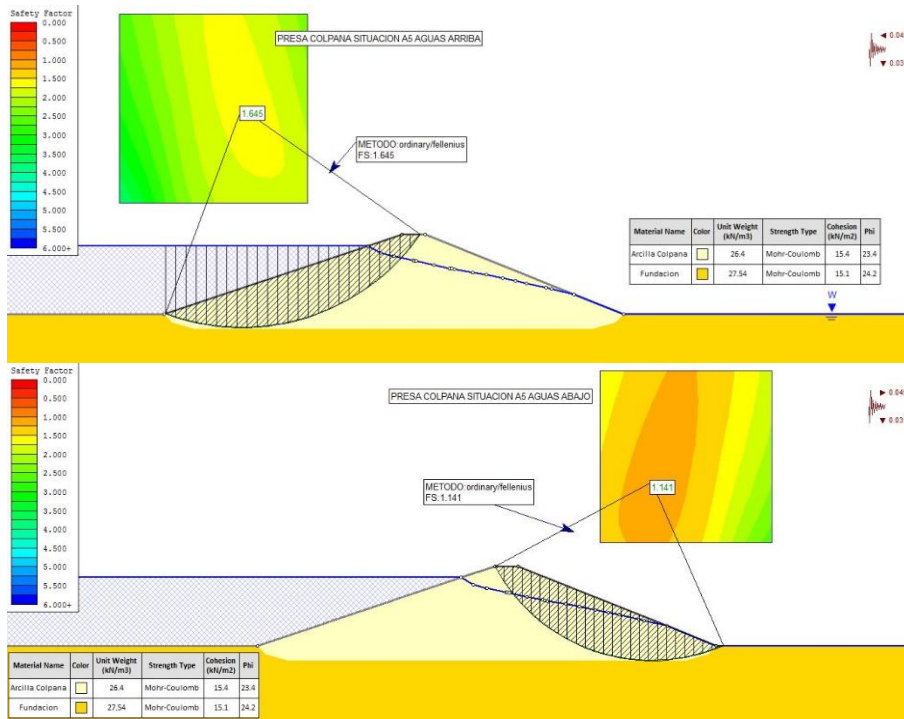 Safety Factor
0.000
0.500
1.000
1.500
2.000
2.500
3.000
3.500
4.000
4.500
5.000
5.500
6.000+
PRESA COLPANA SITUACION A5 AGUAS ARRIBA
1.645
METODO:ordinary/fellenius
FS:1.645
Material Name Color Unit Weight (kN/m3) Strength Type Cohesion (kN/m2) Phi
Arcilla Colpana 26.4 Mohr-Coulomb 15.4 23.4
Fundacion 27.54 Mohr-Coulomb 15.1 24.2
W
Safety Factor
0.000
0.500
1.000
1.500
2.000
2.500
3.000
3.500
4.000
4.500
5.000
5.500
6.000+
PRESA COLPANA SITUACION A5 AGUAS ABAJO
1.141
METODO:ordinary/fellenius
FS:1.141
Material Name Color Unit Weight (kN/m3) Strength Type Cohesion (kN/m2) Phi
Arcilla Colpana 26.4 Mohr-Coulomb 15.4 23.4
Fundacion 27.54 Mohr-Coulomb 15.1 24.2